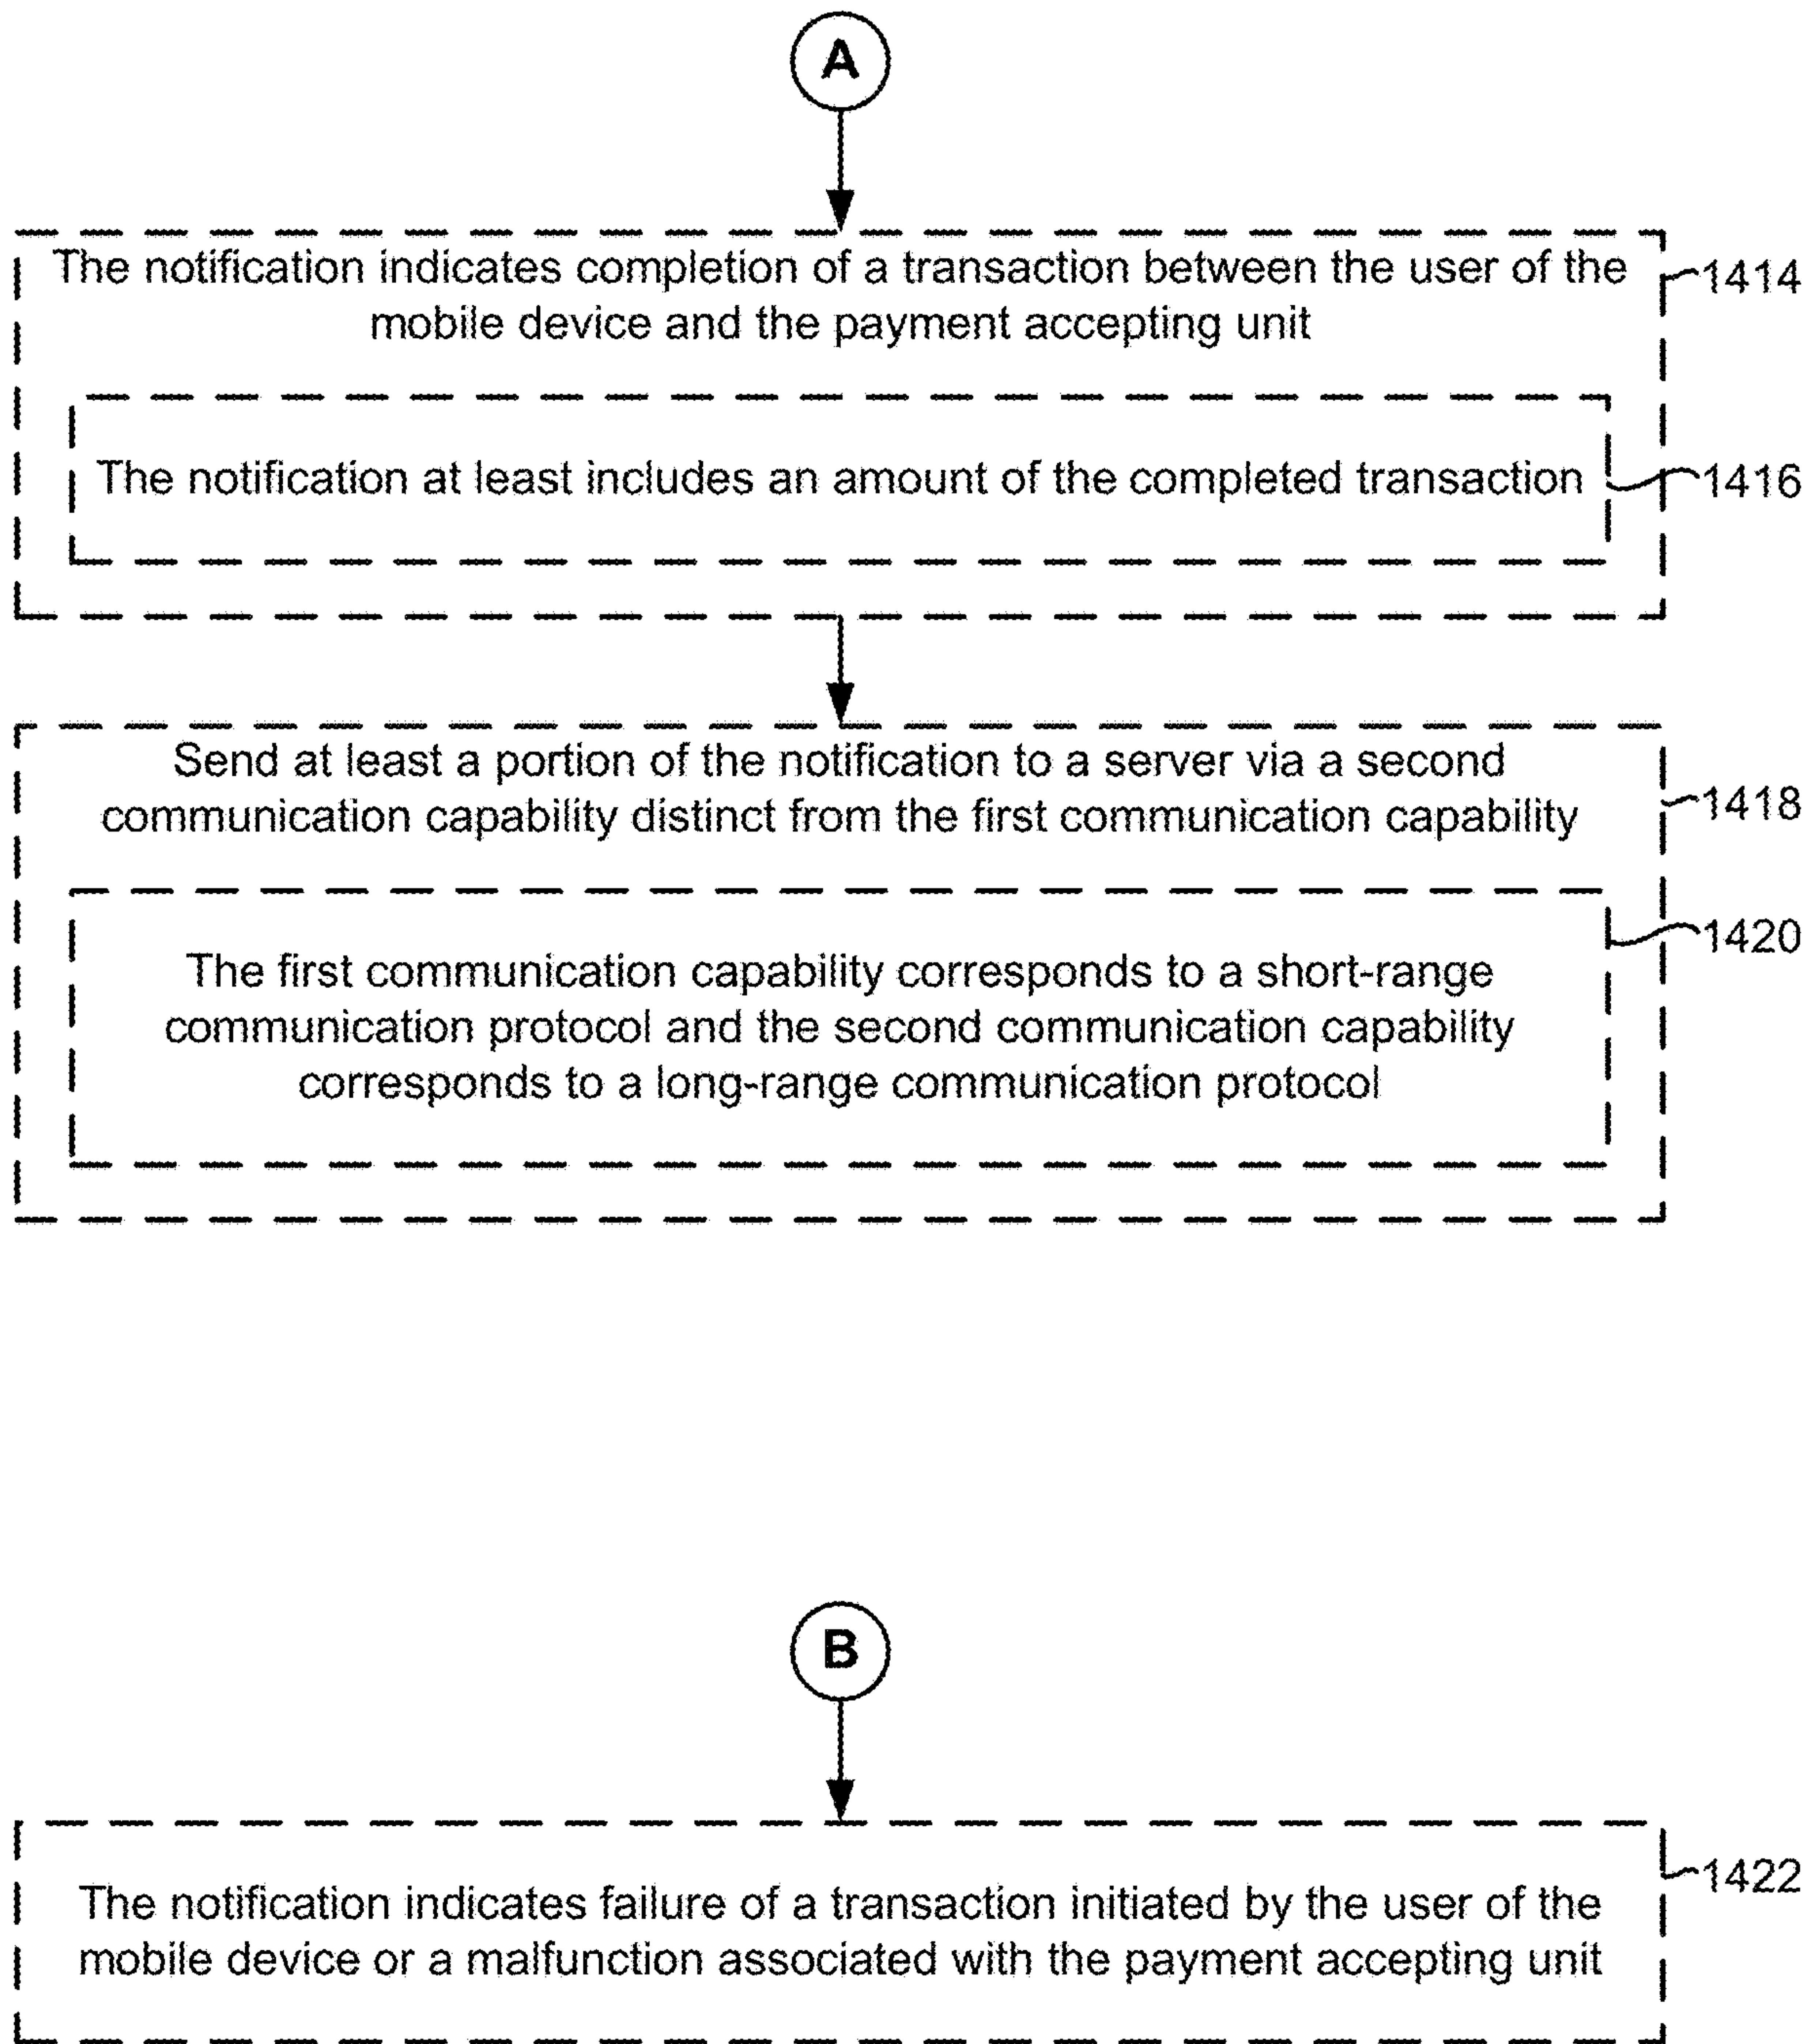 A
The notification indicates completion of a transaction between the user of the
mobile device and the payment accepting unit
1414
The notification at least includes an amount of the completed transaction
1416
Send at least a portion of the notification to a server via a second
communication capability distinct from the first communication capability
1418
The first communication capability corresponds to a short-range
communication protocol and the second communication capability
corresponds to a long-range communication protocol
1420
B
The notification indicates failure of a transaction initiated by the user of the
mobile device or a malfunction associated with the payment accepting unit
1422